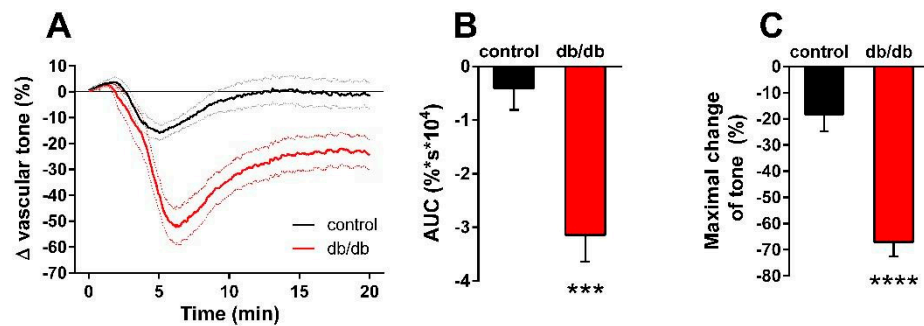 A
Δ vascular tone (%)
10
0
-10
-20
-30
-40
-50
-60
-70
0
5
10
15
20
Time (min)
control
db/db
B
control
db/db
AUC (%*s*10⁴)
0
-1
-2
-3
-4
***
C
control
db/db
Maximal change
of tone (%)
0
-10
-20
-30
-40
-50
-60
-70
-80
****